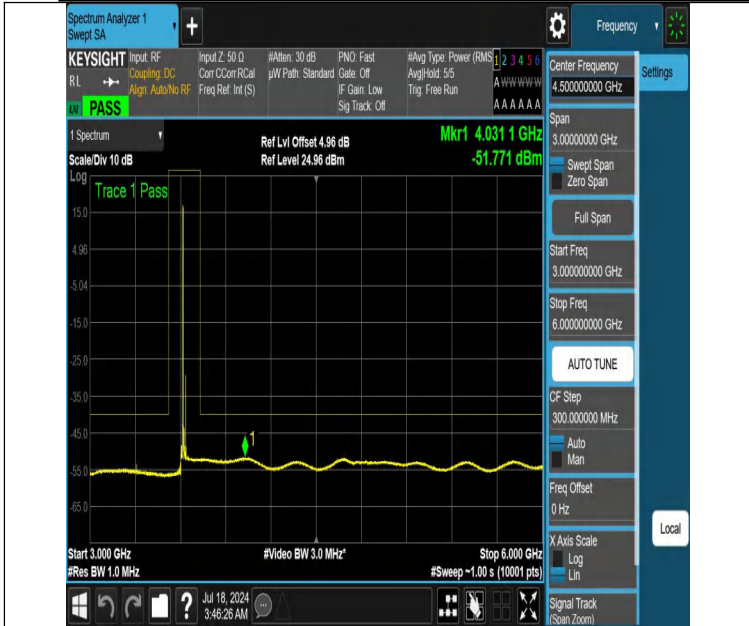 Spectrum Analyzer 1
Swept SA
+
Frequency
KEYSIGHT
RL
PASS
Input: RF
Coupling: DC
Align: Auto/No RF
Input Z: 50 Ω
Corr CCorr RCal
Freq Ref: Int (S)
#Atten: 30 dB
µW Path: Standard
PNO: Fast
Gate: Off
IF Gain: Low
Sig Track: Off
#Avg Type: Power (RMS
Avg|Hold: 5/5
Trig: Free Run
1 2 3 4 5 6
A W W W W W
A A A A A A
1 Spectrum
Scale/Div 10 dB
Ref Lvl Offset 4.96 dB
Ref Level 24.96 dBm
Mkr1 4.031 1 GHz
-51.771 dBm
Log
Trace 1 Pass
15.0
4.96
-5.04
-15.0
-25.0
-35.0
-45.0
-55.0
-65.0
1
Start 3.000 GHz
#Res BW 1.0 MHz
#Video BW 3.0 MHz*
Stop 6.000 GHz
#Sweep ~1.00 s (10001 pts)
Jul 18, 2024
3:46:26 AM
?
Center Frequency
4.500000000 GHz
Settings
Span
3.00000000 GHz
Swept Span
Zero Span
Full Span
Start Freq
3.000000000 GHz
Stop Freq
6.000000000 GHz
AUTO TUNE
CF Step
300.000000 MHz
Auto
Man
Freq Offset
0 Hz
X Axis Scale
Log
Lin
Local
Signal Track
(Span Zoom)